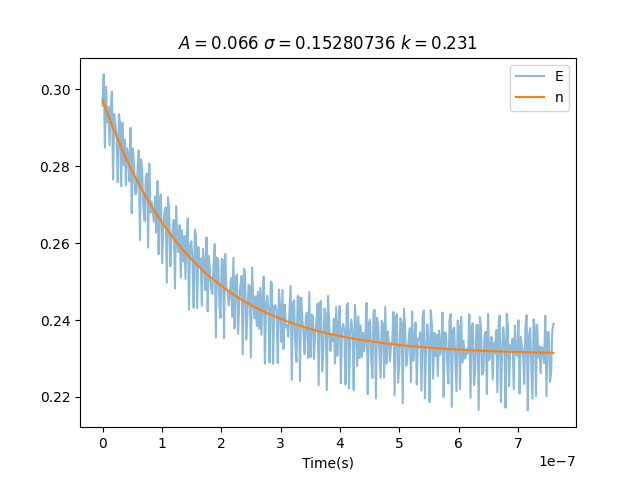 A = 0.066 σ = 0.15280736 k = 0.231
E
n
0.30
0.28
0.26
0.24
0.22
0 1 2 3 4 5 6 7
1e−7
Time(s)